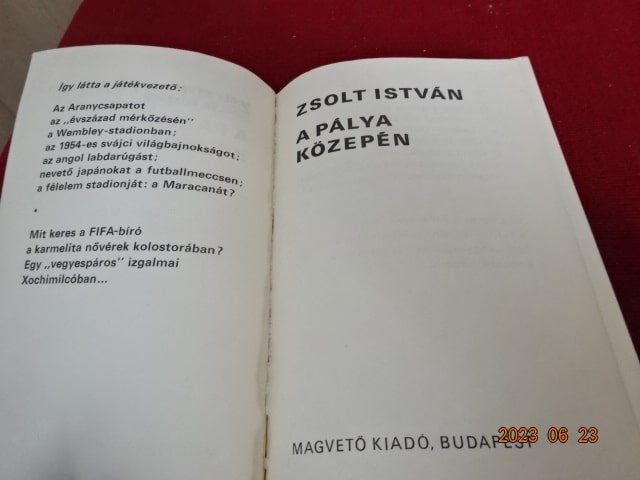 Így látta a játékvezető:
Az Aranycsapatot
az „évszázad mérkőzésén"
a Wembley-stadionban;
az 1954-es svájci világbajnokságot;
az angol labdarúgást;
nevető japánokat a futballmeccsen;
a félelem stadionját: a Maracanát?
*
Mit keres a FIFA-bíró
a karmelita nővérek kolostorában?
Egy „vegyespáros" izgalmai
Xochimilcóban...
ZSOLT ISTVÁN
A PÁLYA
KÖZEPÉN
MAGVETŐ KIADÓ, BUDAPEST
2023 06 23